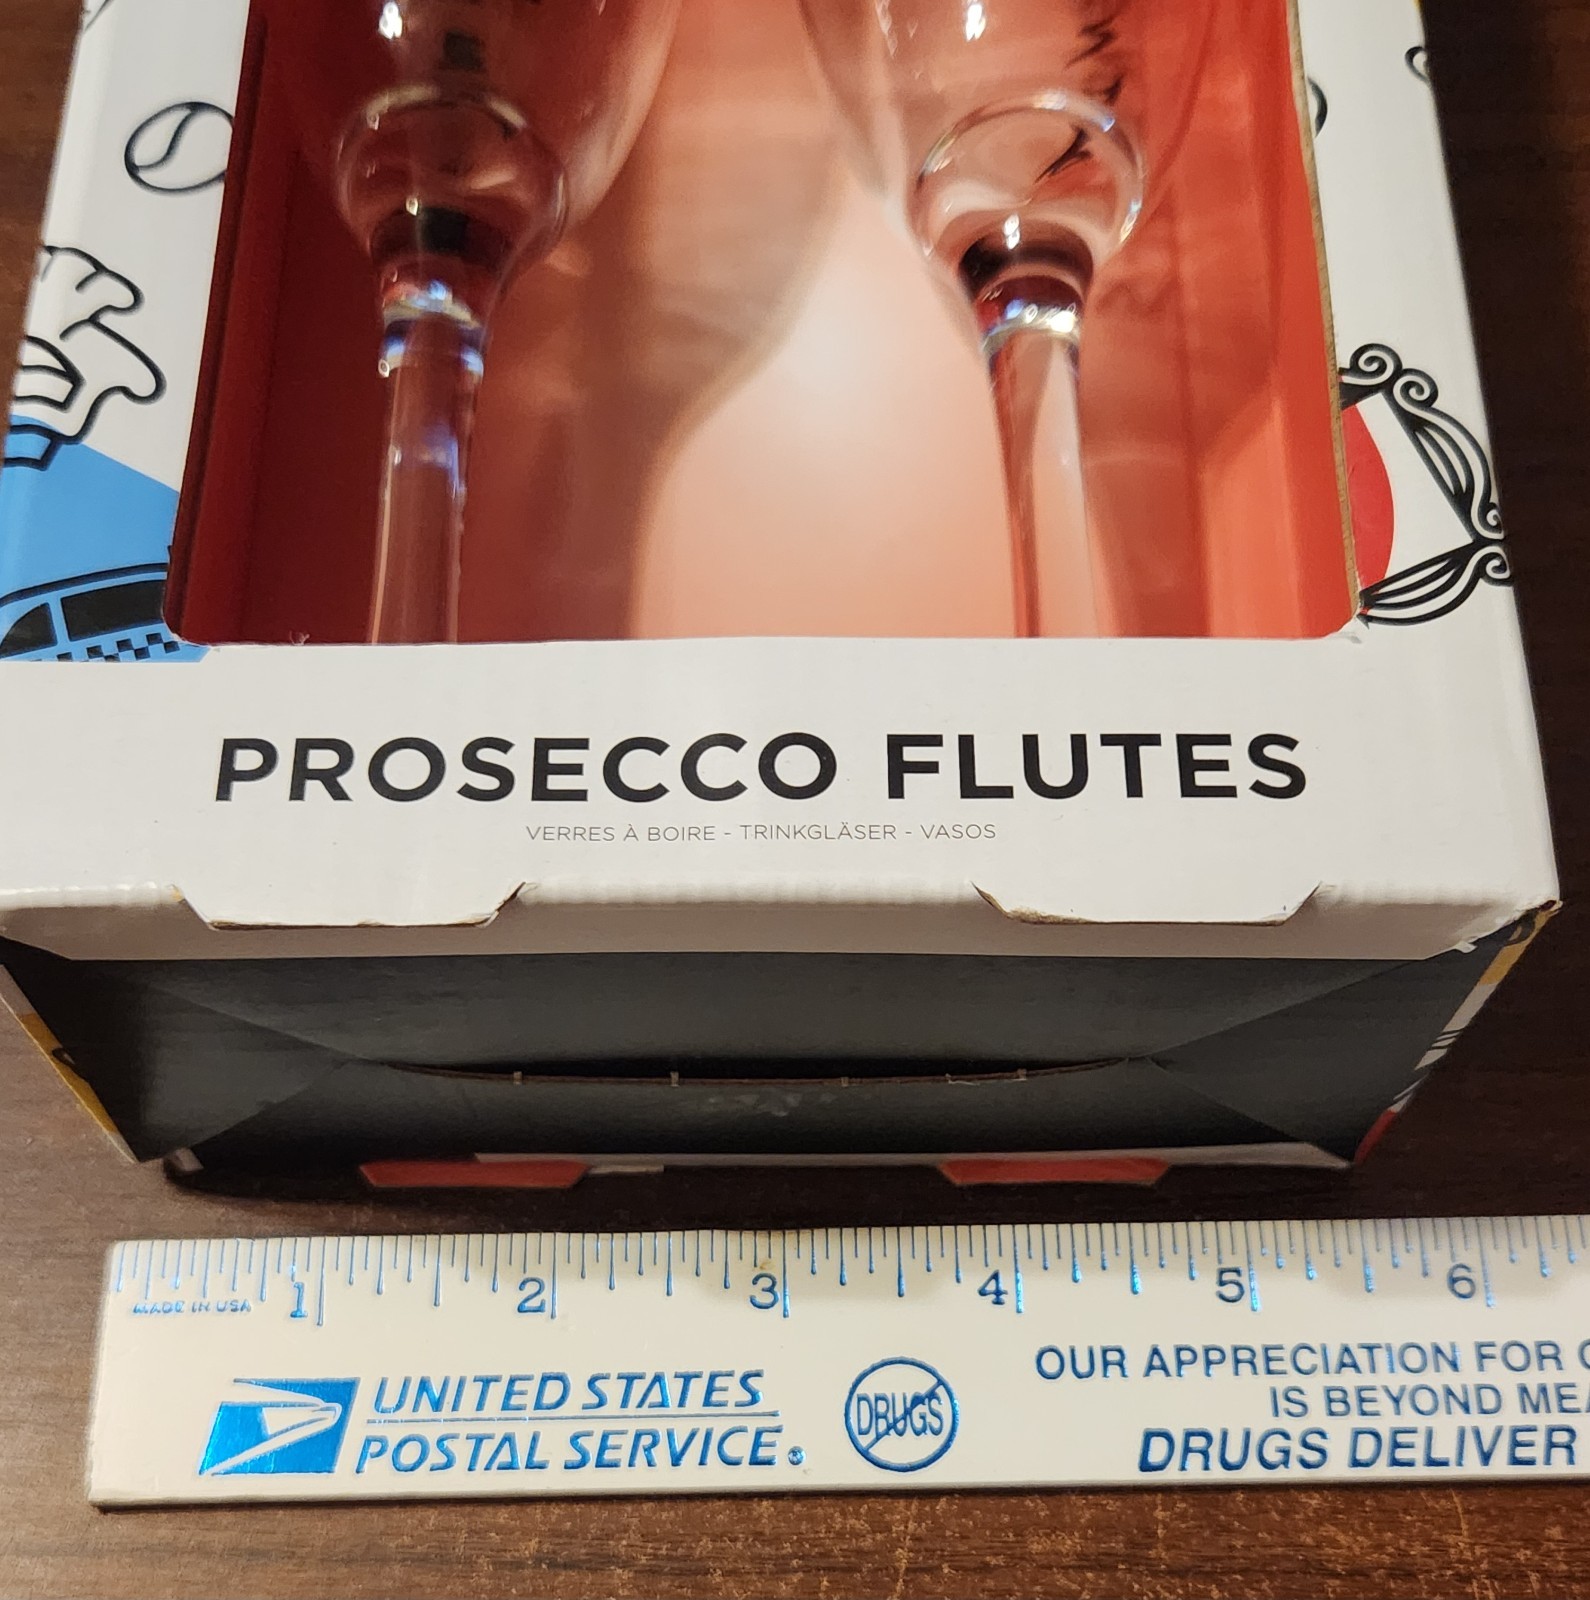 PROSECCO FLUTES
VERRES À BOIRE - TRINKGLÄSER - VASOS
1 2 3 4 5 6
MADE IN USA
UNITED STATES
POSTAL SERVICE®
DRUGS
OUR APPRECIATION FOR
IS BEYOND
DRUGS DELIVER